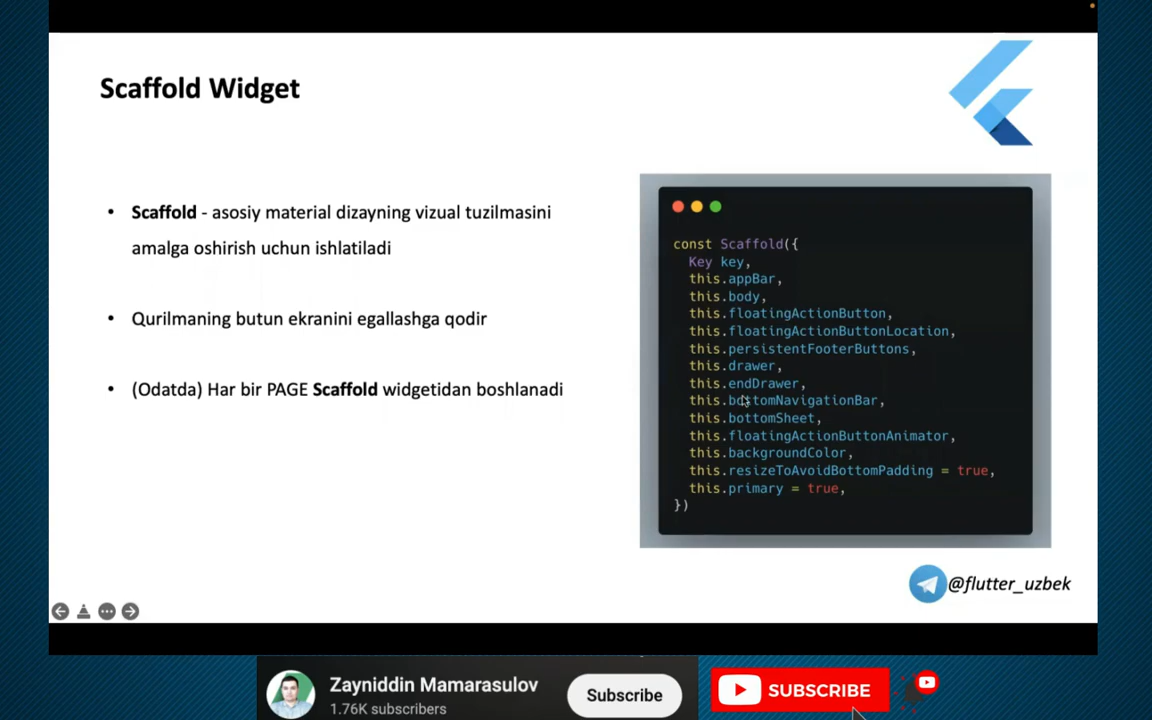 Scaffold Widget
• Scaffold - asosiy material dizayning vizual tuzilmasini
amalga oshirish uchun ishlatiladi
• Qurilmaning butun ekranini egallashga qodir
• (Odatda) Har bir PAGE Scaffold widgetidan boshlanadi
const Scaffold({
Key key,
this.appBar,
this.body,
this.floatingActionButton,
this.floatingActionButtonLocation,
this.persistentFooterButtons,
this.drawer,
this.endDrawer,
this.bottomNavigationBar,
this.bottomSheet,
this.floatingActionButtonAnimator,
this.backgroundColor,
this.resizeToAvoidBottomPadding = true,
this.primary = true,
})
@flutter_uzbek
Zayniddin Mamarasulov
1.76K subscribers
Subscribe
SUBSCRIBE